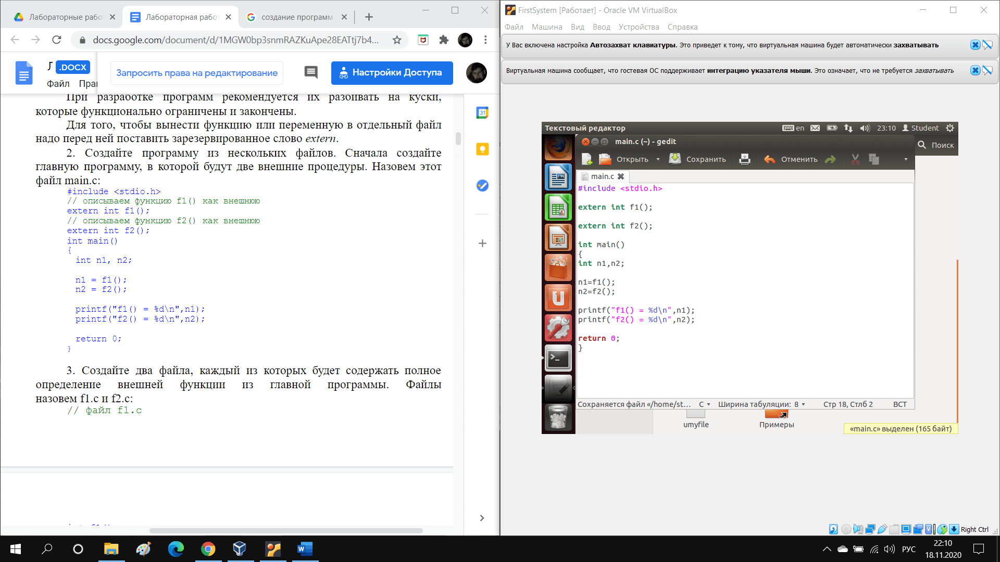 Лабораторные рабо
Лабораторная рабо
создание программ
docs.google.com/document/d/1MGW0bp3snmRAZKuApe28EATtj7b4...
Л .DOCX
Файл Прав
Запросить права на редактирование
Настройки Доступа
31
При разработке программ рекомендуется их разбивать на куски,
которые функционально ограничены и закончены.
Для того, чтобы вынести функцию или переменную в отдельный файл
надо перед ней поставить зарезервированное слово extern.
2. Создайте программу из нескольких файлов. Сначала создайте
главную программу, в которой будут две внешние процедуры. Назовем этот
файл main.c:
#include <stdio.h>
// описываем функцию f1() как внешнюю
extern int f1();
// описываем функцию f2() как внешнюю
extern int f2();
int main()
{
int n1, n2;
n1 = f1();
n2 = f2();
printf("f1() = %d\n",n1);
printf("f2() = %d\n",n2);
return 0;
}
3. Создайте два файла, каждый из которых будет содержать полное
определение внешней функции из главной программы. Файлы
назовем f1.c и f2.c:
// файл f1.c
FirstSystem [Работает] - Oracle VM VirtualBox
Файл Машина Вид Ввод Устройства Справка
У Вас включена настройка Автозахват клавиатуры. Это приведет к тому, что виртуальная машина будет автоматически захватывать
Виртуальная машина сообщает, что гостевая ОС поддерживает интеграцию указателя мыши. Это означает, что не требуется захватывать
Текстовый редактор en 23:10 Student
main.c (~) - gedit
Поиск
Открыть Сохранить Отменить
main.c
#include <stdio.h>
extern int f1();
extern int f2();
int main()
{
int n1,n2;
n1=f1();
n2=f2();
printf("f1() = %d\n",n1);
printf("f2() = %d\n",n2);
return 0;
}
Сохраняется файл «/home/st... C Ширина табуляции: 8 Стр 18, Стлб 2 ВСТ
umyfile Примеры
«main.c» выделен (165 байт)
Right Ctrl
РУС
22:10
18.11.2020